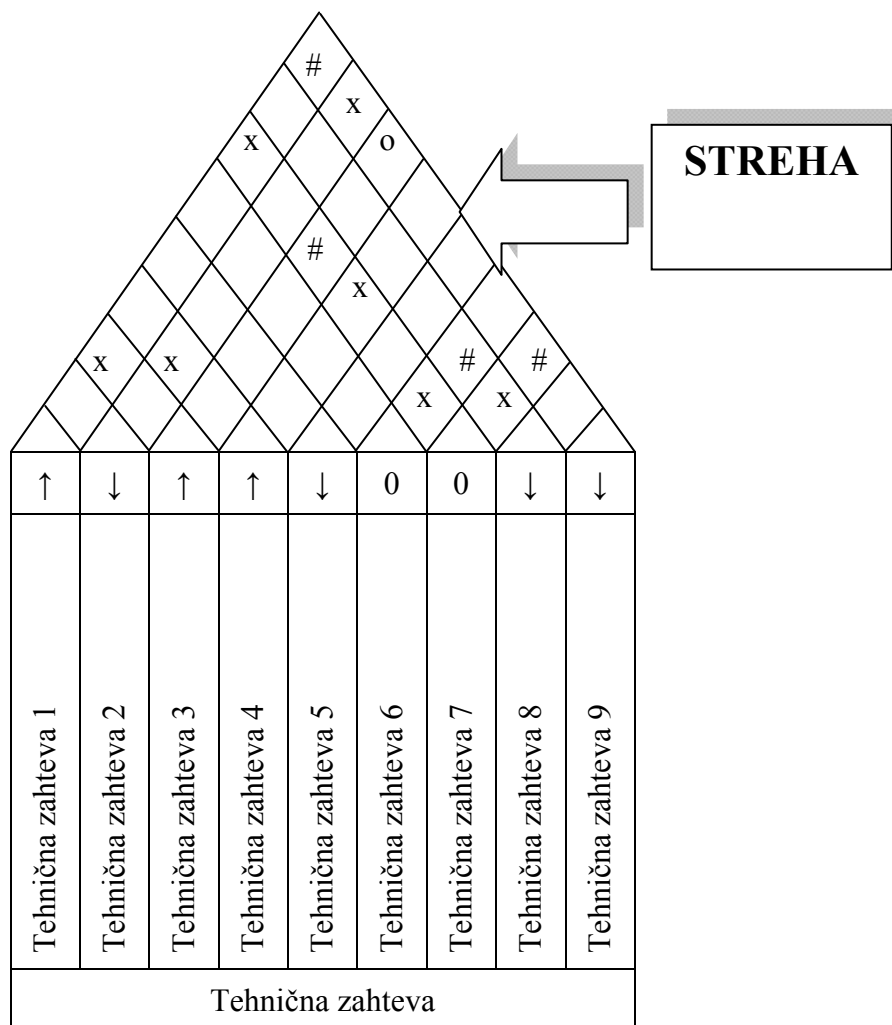 #
x
x o
STREHA
#
x
x x # #
x x
↑ ↓ ↑ ↑ ↓ 0 0 ↓ ↓
Tehnična zahteva 1
Tehnična zahteva 2
Tehnična zahteva 3
Tehnična zahteva 4
Tehnična zahteva 5
Tehnična zahteva 6
Tehnična zahteva 7
Tehnična zahteva 8
Tehnična zahteva 9
Tehnična zahteva